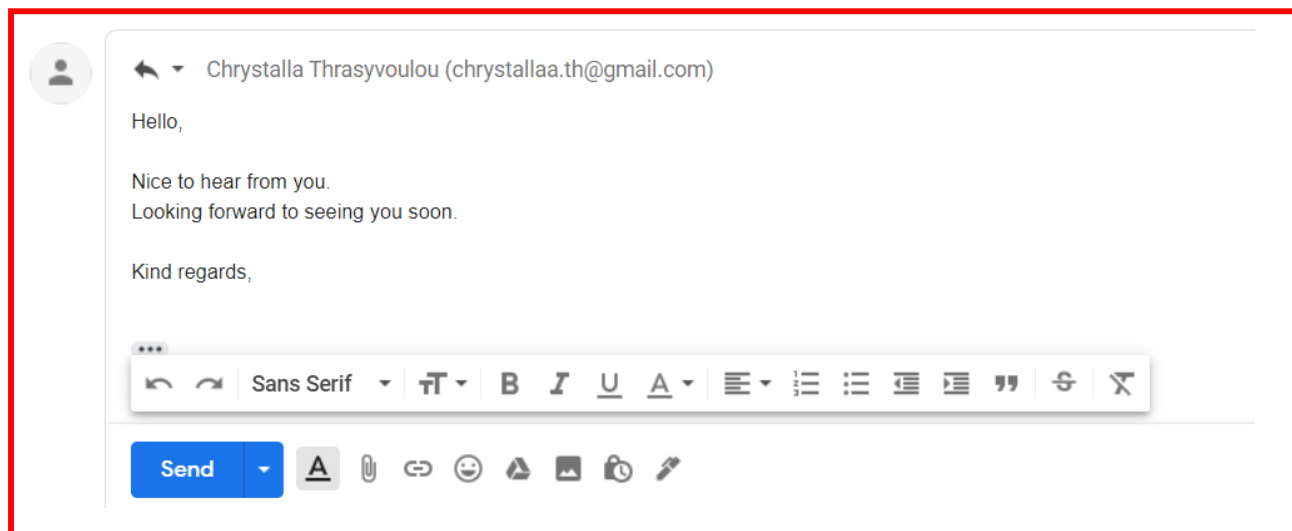 Chrystalla Thrasyvoulou (chrystallaa.th@gmail.com)
Hello,
Nice to hear from you.
Looking forward to seeing you soon.
Kind regards,
Sans Serif
Send